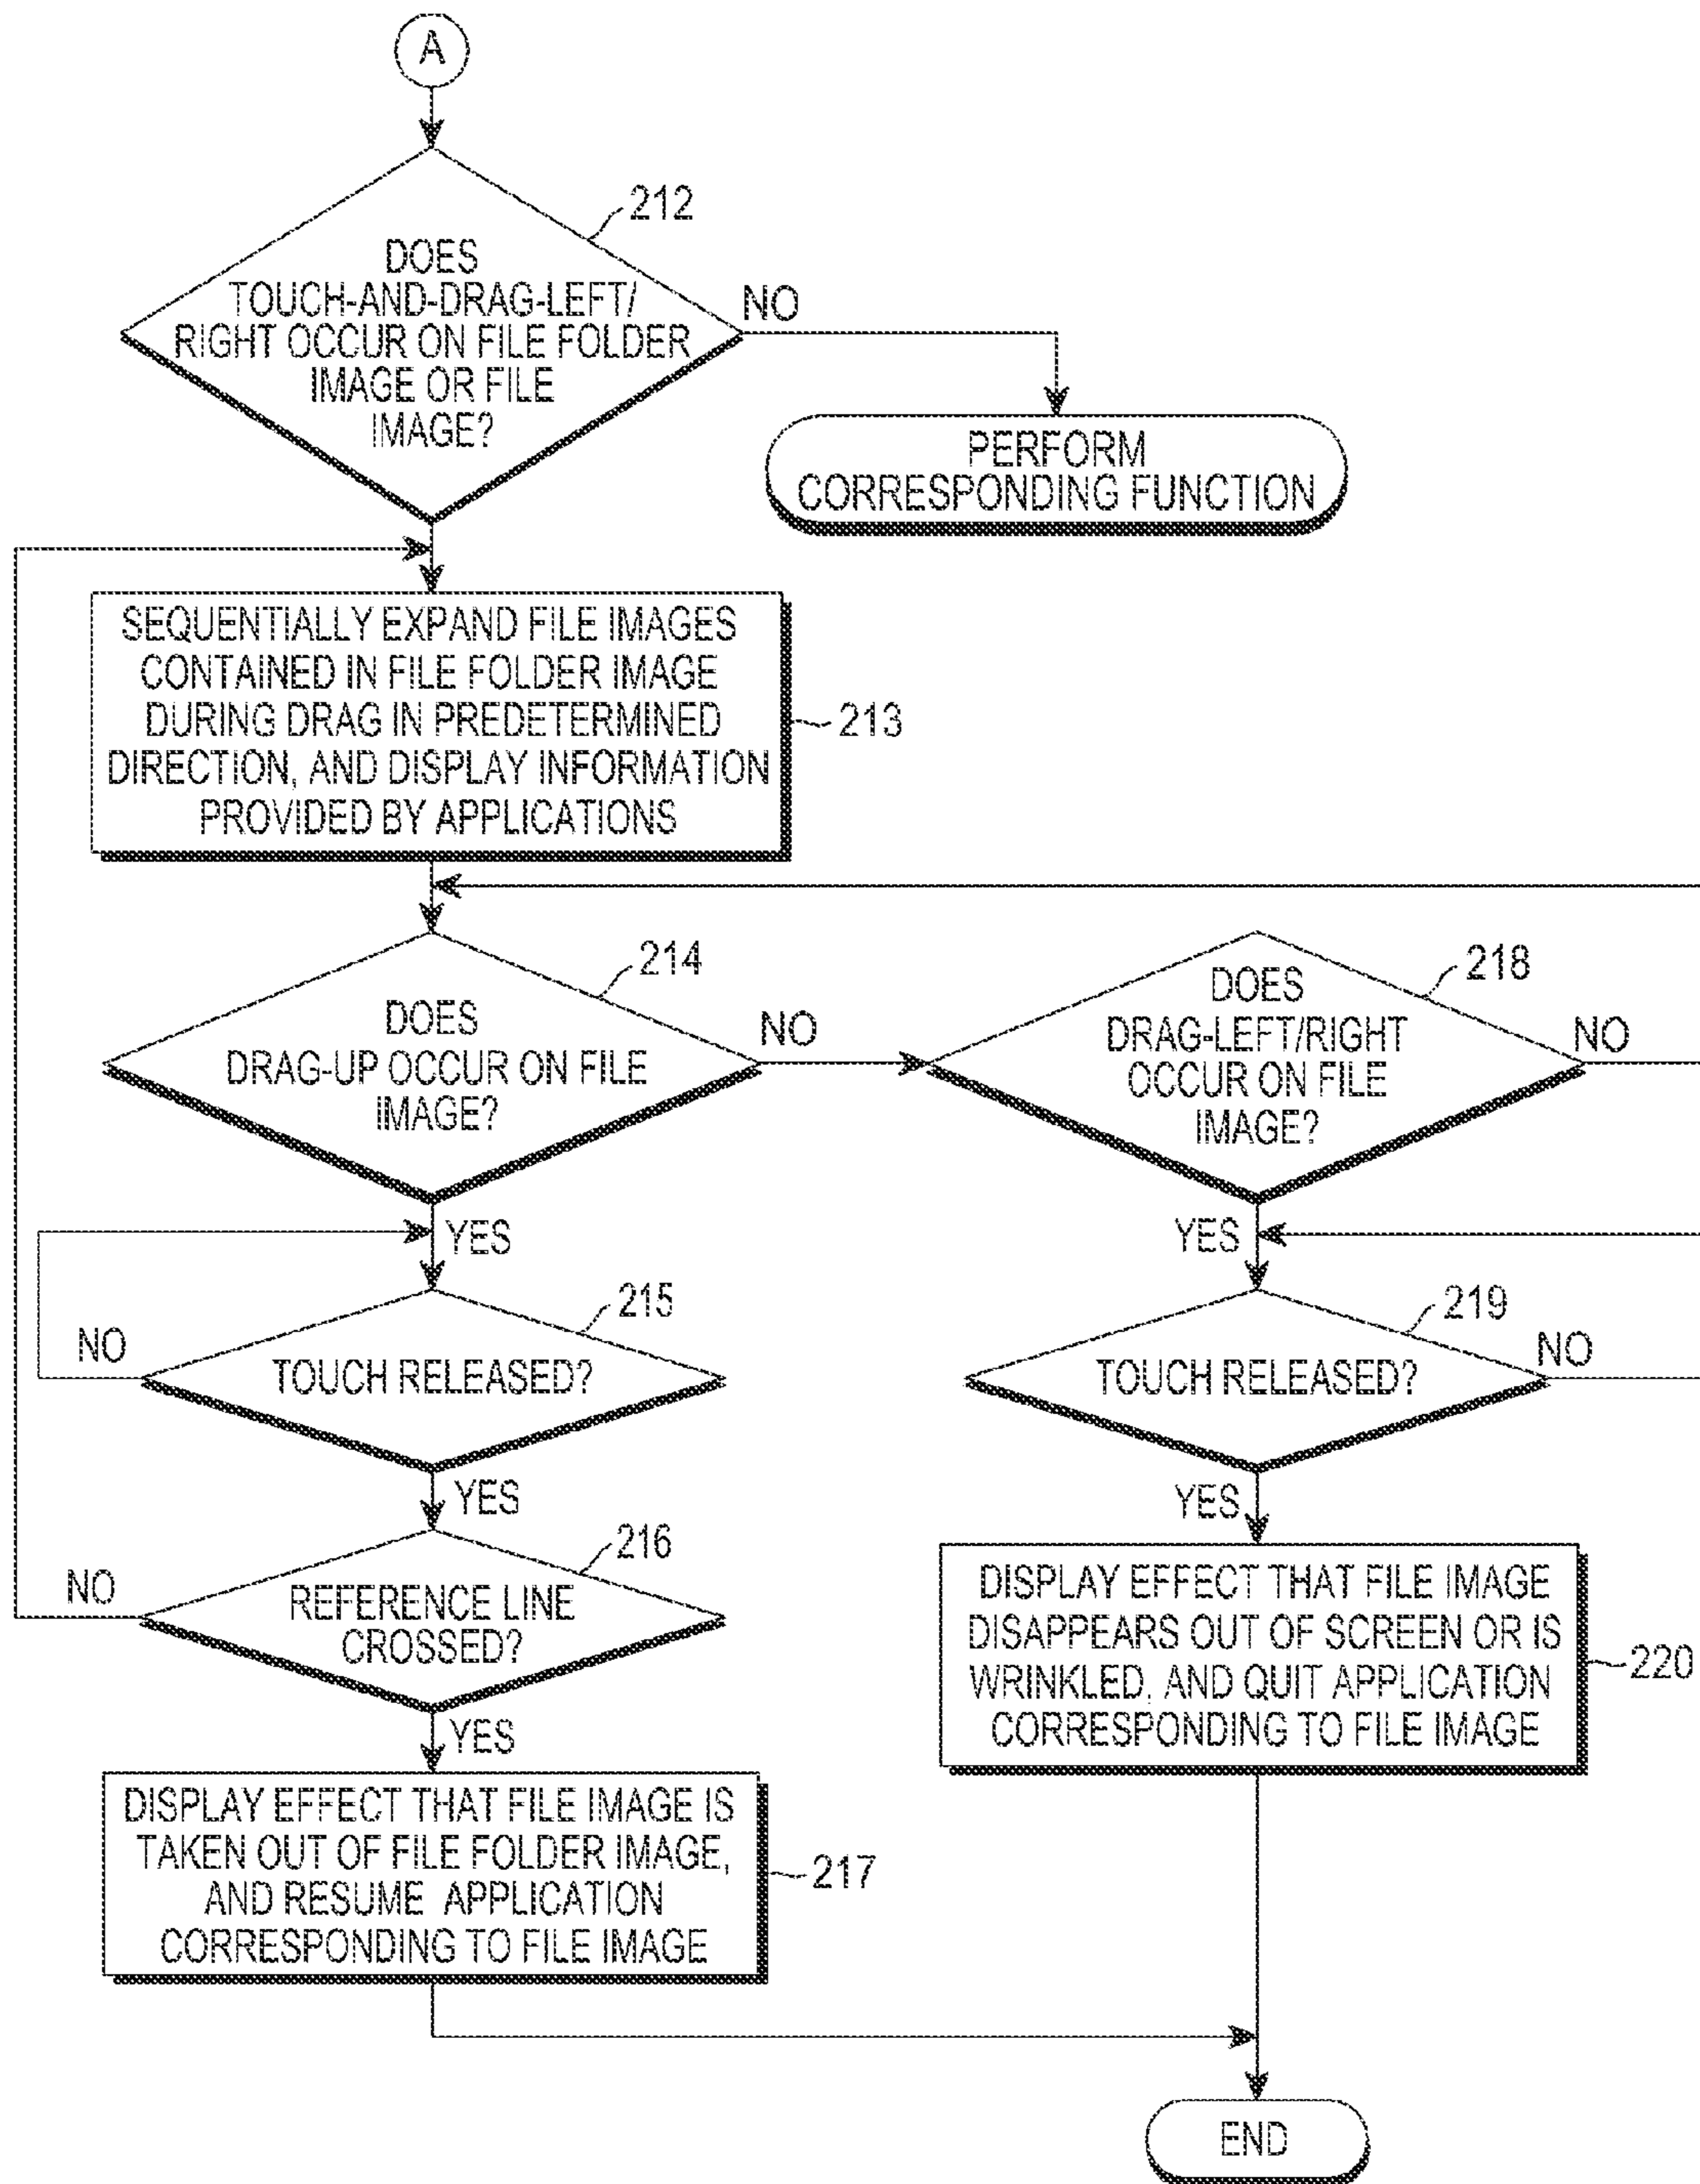 A
212
DOES
TOUCH-AND-DRAG-LEFT/
RIGHT OCCUR ON FILE FOLDER
IMAGE OR FILE
IMAGE?
NO
PERFORM
CORRESPONDING FUNCTION
SEQUENTIALLY EXPAND FILE IMAGES
CONTAINED IN FILE FOLDER IMAGE
DURING DRAG IN PREDETERMINED
DIRECTION, AND DISPLAY INFORMATION
PROVIDED BY APPLICATIONS
213
214
DOES
DRAG-UP OCCUR ON FILE
IMAGE?
NO
218
DOES
DRAG-LEFT/RIGHT
OCCUR ON FILE
IMAGE?
NO
YES
YES
215
TOUCH RELEASED?
NO
219
TOUCH RELEASED?
NO
YES
YES
216
REFERENCE LINE
CROSSED?
NO
YES
DISPLAY EFFECT THAT FILE IMAGE
DISAPPEARS OUT OF SCREEN OR IS
WRINKLED, AND QUIT APPLICATION
CORRESPONDING TO FILE IMAGE
220
DISPLAY EFFECT THAT FILE IMAGE IS
TAKEN OUT OF FILE FOLDER IMAGE,
AND RESUME APPLICATION
CORRESPONDING TO FILE IMAGE
217
END